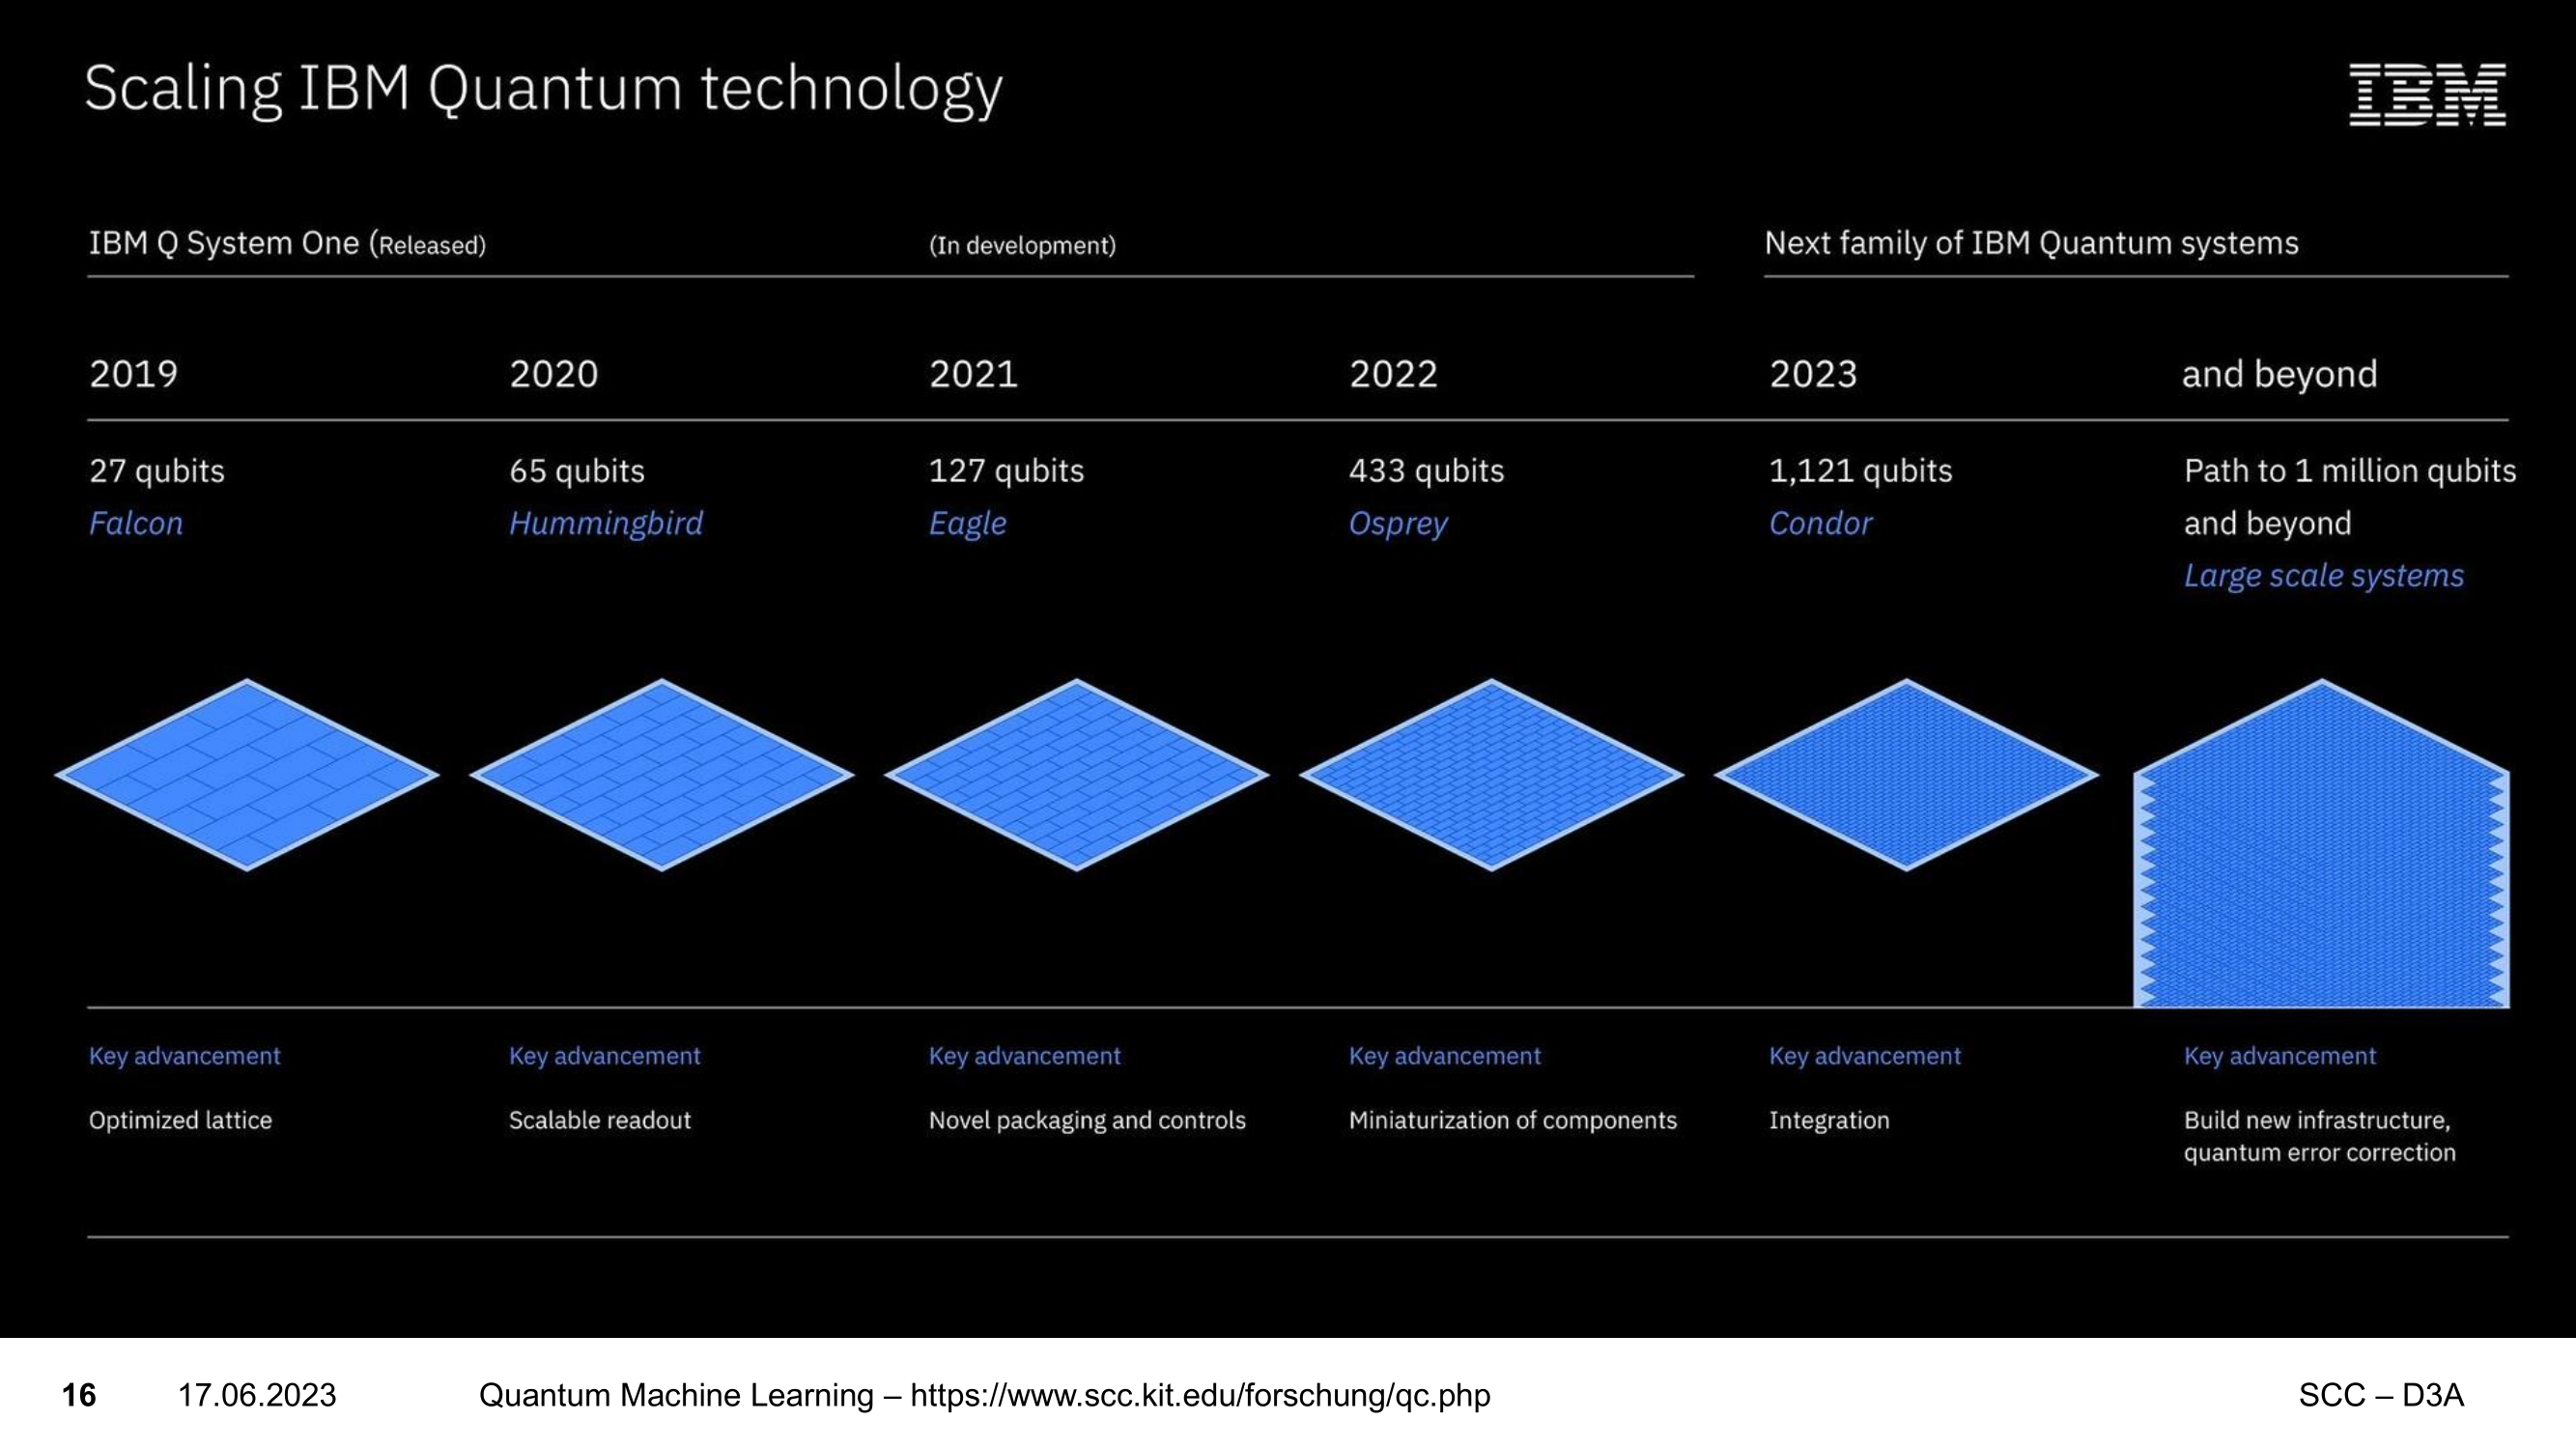 Scaling IBM Quantum technology
IBM
IBM Q System One (Released)
(In development)
Next family of IBM Quantum systems
2019
2020
2021
2022
2023
and beyond
27 qubits
Falcon
65 qubits
Hummingbird
127 qubits
Eagle
433 qubits
Osprey
1,121 qubits
Condor
Path to 1 million qubits
and beyond
Large scale systems
Key advancement
Optimized lattice
Key advancement
Scalable readout
Key advancement
Novel packaging and controls
Key advancement
Miniaturization of components
Key advancement
Integration
Key advancement
Build new infrastructure,
quantum error correction
16
17.06.2023
Quantum Machine Learning – https://www.scc.kit.edu/forschung/qc.php
SCC – D3A